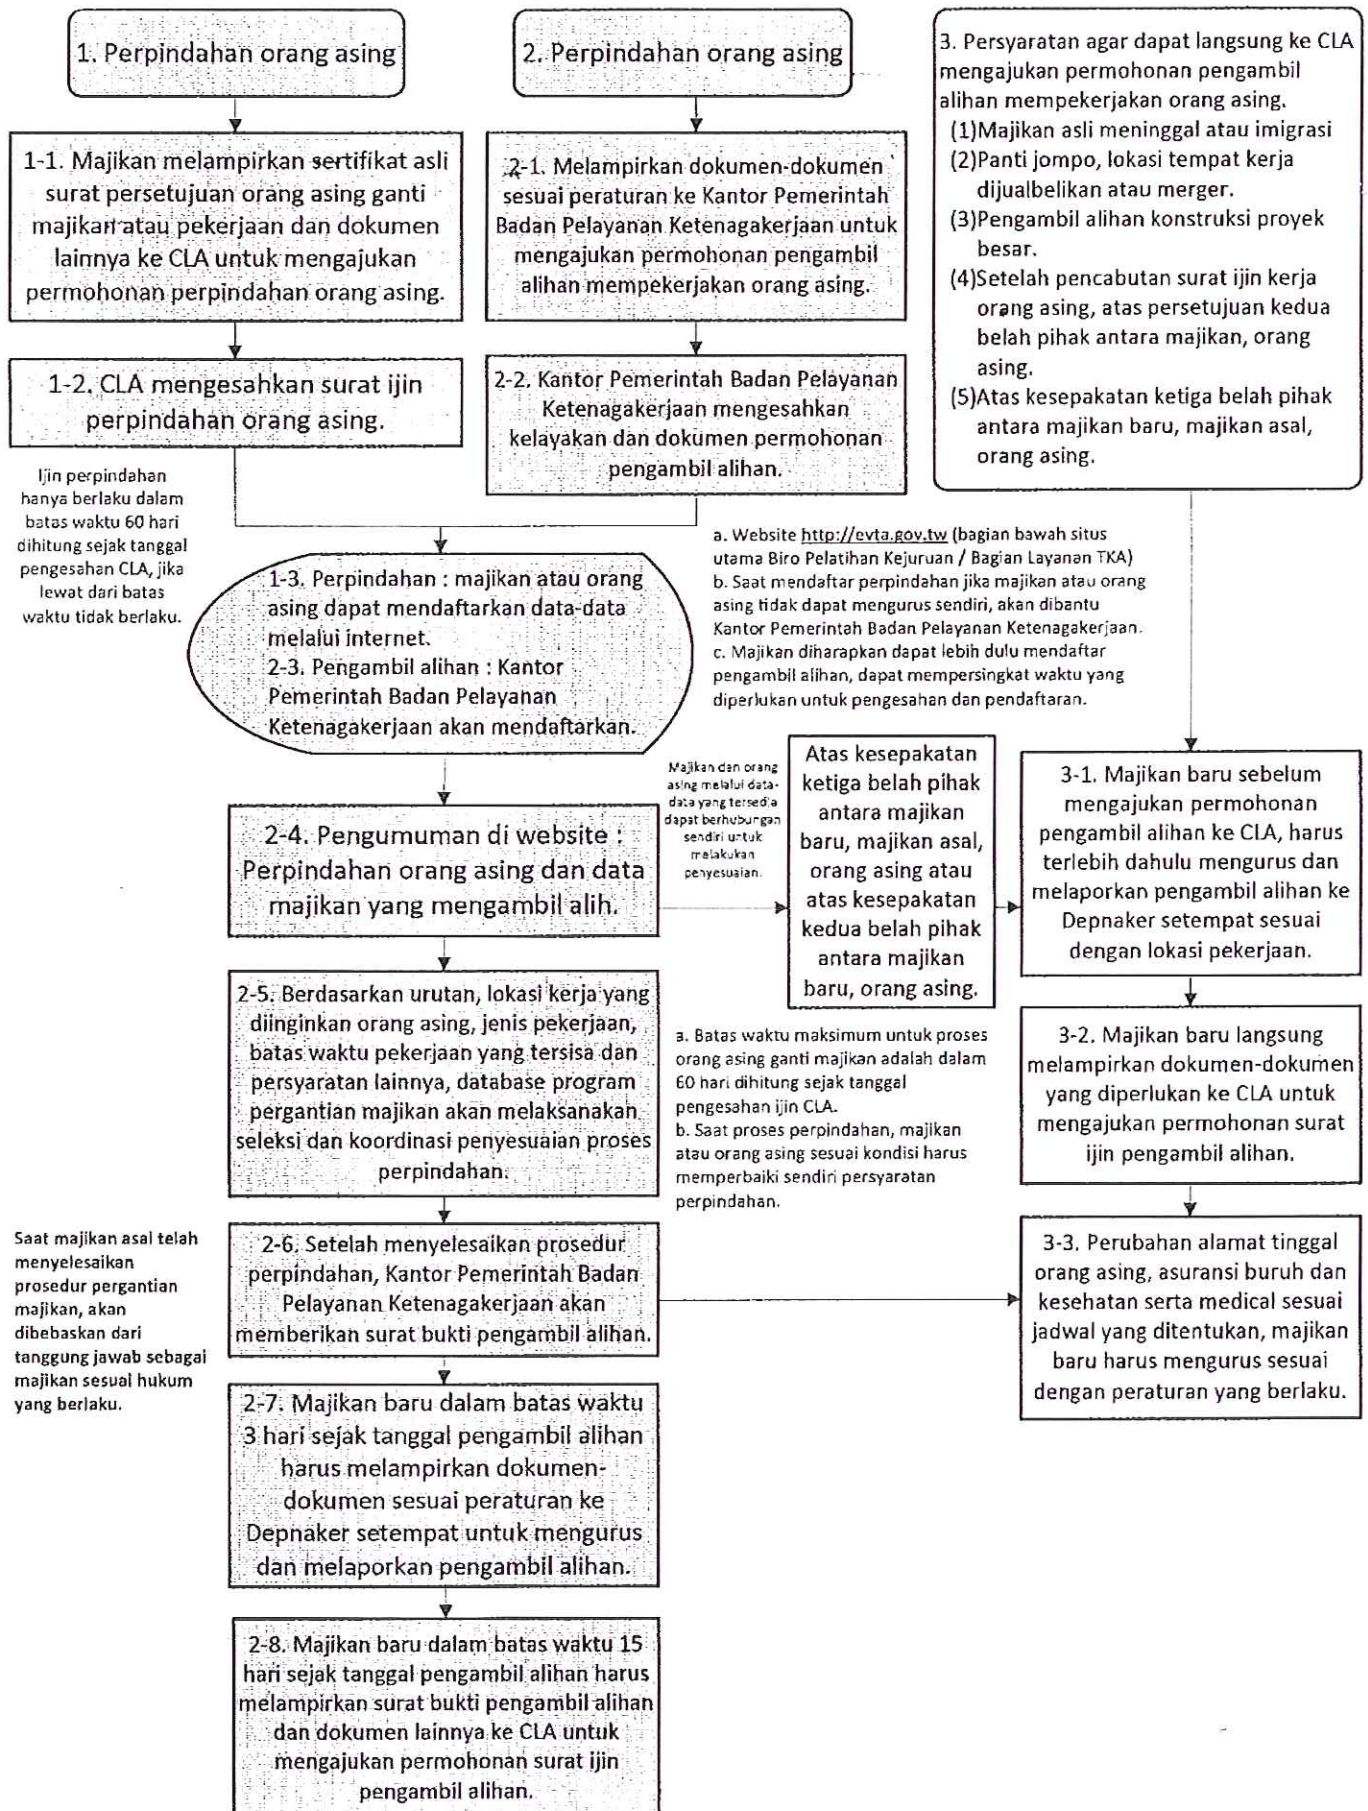 1. Perpindahan orang asing
1-1. Majikan melampirkan sertifikat asli
surat persetujuan orang asing ganti
majikan atau pekerjaan dan dokumen
lainnya ke CLA untuk mengajukan
permohonan perpindahan orang asing.
1-2. CLA mengesahkan surat ijin
perpindahan orang asing.
Ijin perpindahan
hanya berlaku dalam
batas waktu 60 hari
dihitung sejak tanggal
pengesahan CLA, jika
lewat dari batas
waktu tidak berlaku.
2. Perpindahan orang asing
2-1. Melampirkan dokumen-dokumen
sesuai peraturan ke Kantor Pemerintah
Badan Pelayanan Ketenagakerjaan untuk
mengajukan permohonan pengambil
alihan mempekerjakan orang asing.
2-2. Kantor Pemerintah Badan Pelayanan
Ketenagakerjaan mengesahkan
kelayakan dan dokumen permohonan
pengambil alihan.
3. Persyaratan agar dapat langsung ke CLA
mengajukan permohonan pengambil
alihan mempekerjakan orang asing.
(1)Majikan asli meninggal atau imigrasi
(2)Panti jompo, lokasi tempat kerja
dijualbelikan atau merger.
(3)Pengambil alihan konstruksi proyek
besar.
(4)Setelah pencabutan surat ijin kerja
orang asing, atas persetujuan kedua
belah pihak antara majikan, orang
asing.
(5)Atas kesepakatan ketiga belah pihak
antara majikan baru, majikan asal,
orang asing.
1-3. Perpindahan : majikan atau orang
asing dapat mendaftarkan data-data
melalui internet.
2-3. Pengambil alihan : Kantor
Pemerintah Badan Pelayanan
Ketenagakerjaan akan mendaftarkan.
a. Website http://evta.gov.tw (bagian bawah situs
utama Biro Pelatihan Kejuruan / Bagian Layanan TKA)
b. Saat mendaftar perpindahan jika majikan atau orang
asing tidak dapat mengurus sendiri, akan dibantu
Kantor Pemerintah Badan Pelayanan Ketenagakerjaan.
c. Majikan diharapkan dapat lebih dulu mendaftar
pengambil alihan, dapat mempersingkat waktu yang
diperlukan untuk pengesahan dan pendaftaran.
2-4. Pengumuman di website :
Perpindahan orang asing dan data
majikan yang mengambil alih.
Majikan dan orang
asing melalui data-
data yang tersedia
dapat berhubungan
sendiri untuk
melakukan
penyesuaian.
Atas kesepakatan
ketiga belah pihak
antara majikan
baru, majikan asal,
orang asing atau
atas kesepakatan
kedua belah pihak
antara majikan
baru, orang asing.
3-1. Majikan baru sebelum
mengajukan permohonan
pengambil alihan ke CLA, harus
terlebih dahulu mengurus dan
melaporkan pengambil alihan ke
Depnaker setempat sesuai
dengan lokasi pekerjaan.
2-5. Berdasarkan urutan, lokasi kerja yang
diinginkan orang asing, jenis pekerjaan,
batas waktu pekerjaan yang tersisa dan
persyaratan lainnya, database program
pergantian majikan akan melaksanakan
seleksi dan koordinasi penyesuaian proses
perpindahan.
a. Batas waktu maksimum untuk proses
orang asing ganti majikan adalah dalam
60 hari dihitung sejak tanggal
pengesahan ijin CLA.
b. Saat proses perpindahan, majikan
atau orang asing sesuai kondisi harus
memperbaiki sendiri persyaratan
perpindahan.
3-2. Majikan baru langsung
melampirkan dokumen-dokumen
yang diperlukan ke CLA untuk
mengajukan permohonan surat
ijin pengambil alihan.
Saat majikan asal telah
menyelesaikan
prosedur pergantian
majikan, akan
dibebaskan dari
tanggung jawab sebagai
majikan sesuai hukum
yang berlaku.
2-6. Setelah menyelesaikan prosedur
perpindahan, Kantor Pemerintah Badan
Pelayanan Ketenagakerjaan akan
memberikan surat bukti pengambil alihan.
3-3. Perubahan alamat tinggal
orang asing, asuransi buruh dan
kesehatan serta medical sesuai
jadwal yang ditentukan, majikan
baru harus mengurus sesuai
dengan peraturan yang berlaku.
2-7. Majikan baru dalam batas waktu
3 hari sejak tanggal pengambil alihan
harus melampirkan dokumen-
dokumen sesuai peraturan ke
Depnaker setempat untuk mengurus
dan melaporkan pengambil alihan.
2-8. Majikan baru dalam batas waktu 15
hari sejak tanggal pengambil alihan harus
melampirkan surat bukti pengambil alihan
dan dokumen lainnya ke CLA untuk
mengajukan permohonan surat ijin
pengambil alihan.